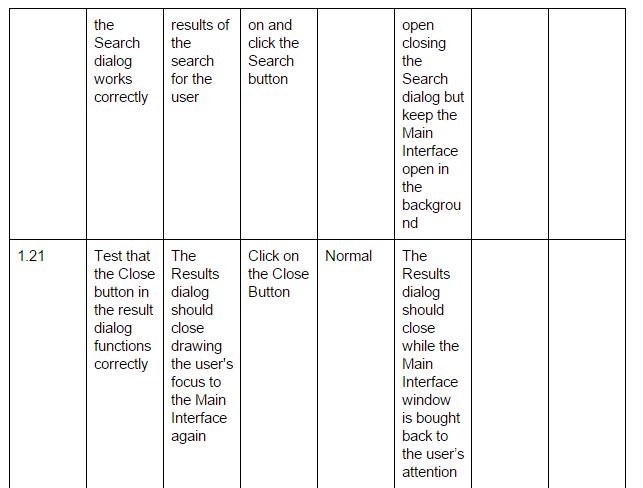 the
Search
dialog
works
correctly
results of
the
search
for the
user
on and
click the
Search
button
open
closing
the
Search
dialog but
keep the
Main
Interface
open in
the
backgrou
nd
1.21
Test that
the Close
button in
the result
dialog
functions
correctly
The
Results
dialog
should
close
drawing
the user's
focus to
the Main
Interface
again
Click on
the Close
Button
Normal
The
Results
dialog
should
close
while the
Main
Interface
window
is bought
back to
the user's
attention